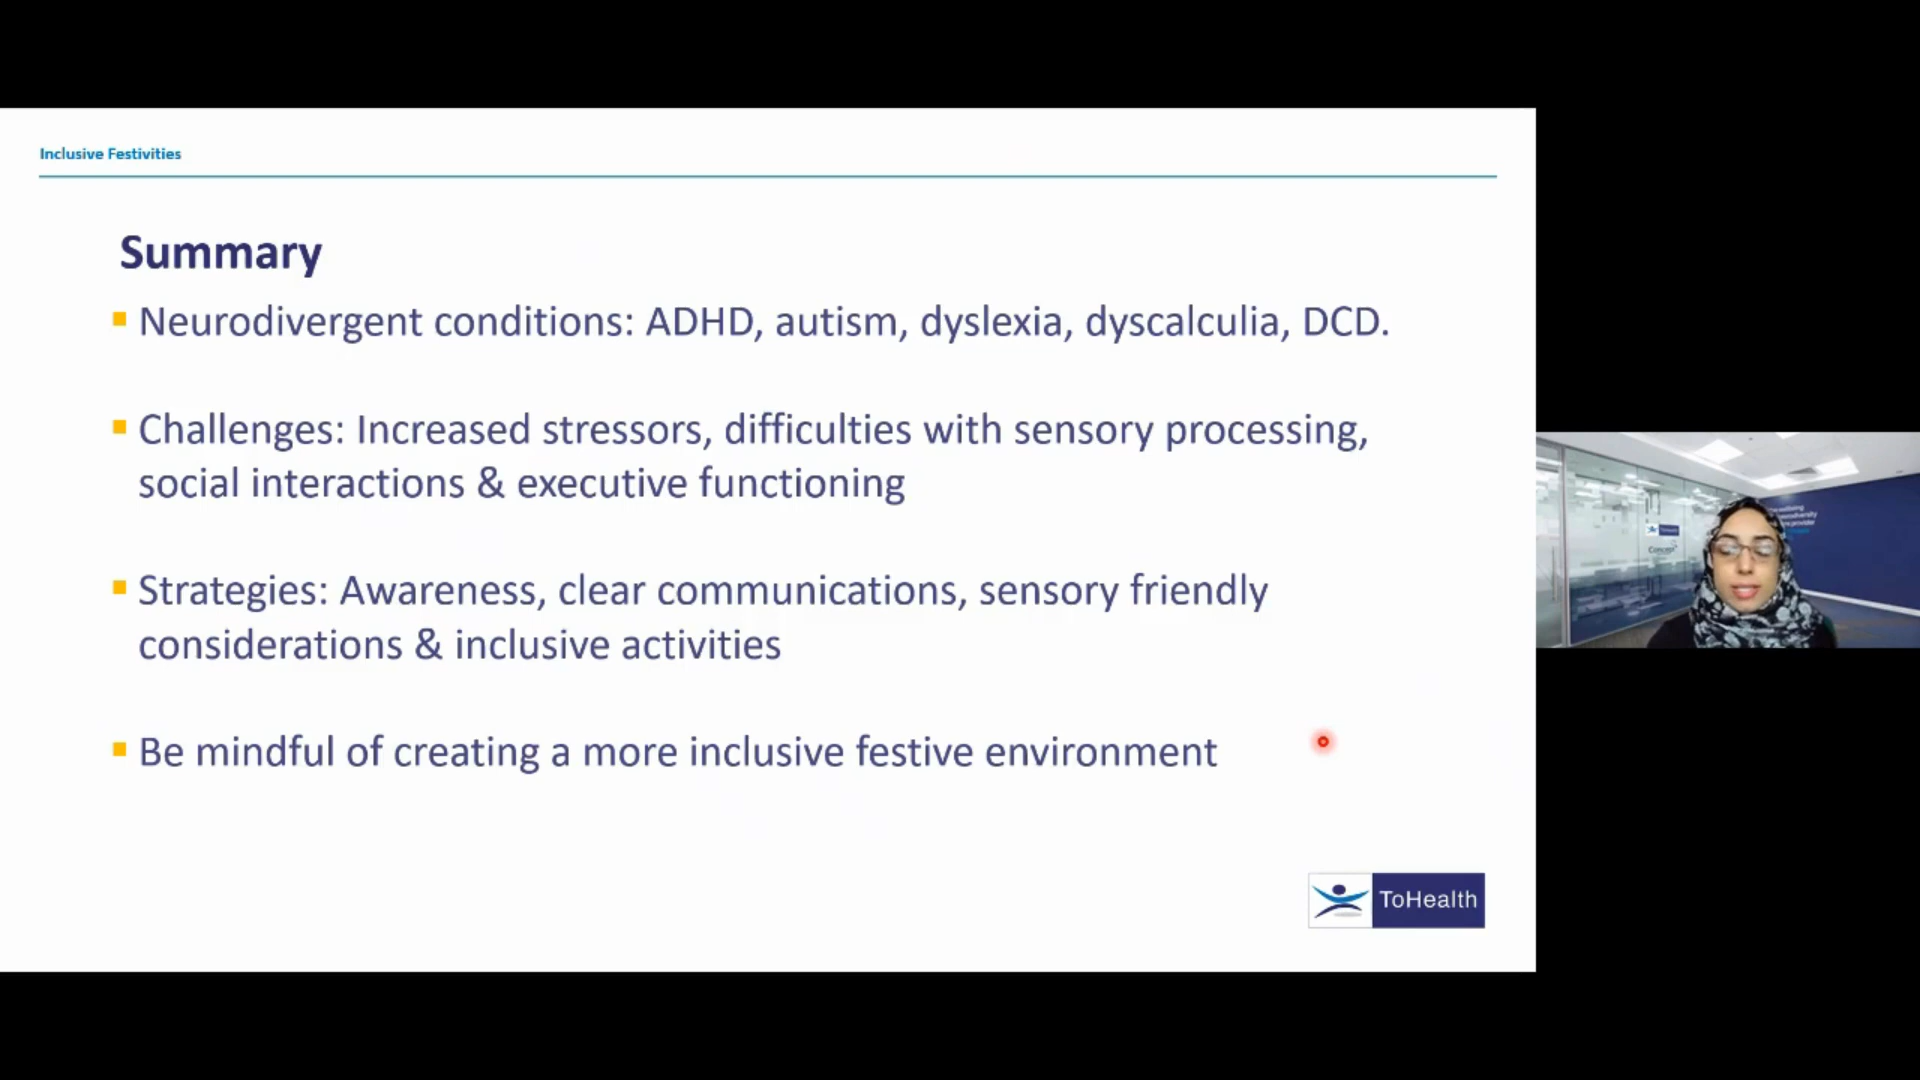 Inclusive Festivities
Summary
Neurodivergent conditions: ADHD, autism, dyslexia, dyscalculia, DCD.
Challenges: Increased stressors, difficulties with sensory processing,
social interactions & executive functioning
Strategies: Awareness, clear communications, sensory friendly
considerations & inclusive activities
Be mindful of creating a more inclusive festive environment
ToHealth